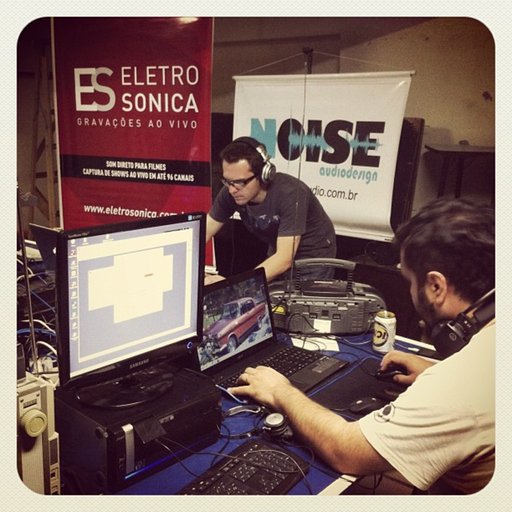 ES ELETRO
SONICA
GRAVAÇÕES AO VIVO
SOM DIRETO PARA FILMES
CAPTURA DE SHOWS AO VIVO EM ATÉ 96 CANAIS
www.eletrosonica.com
NOISE
audiodesign
dio.com.br
SAMSUNG